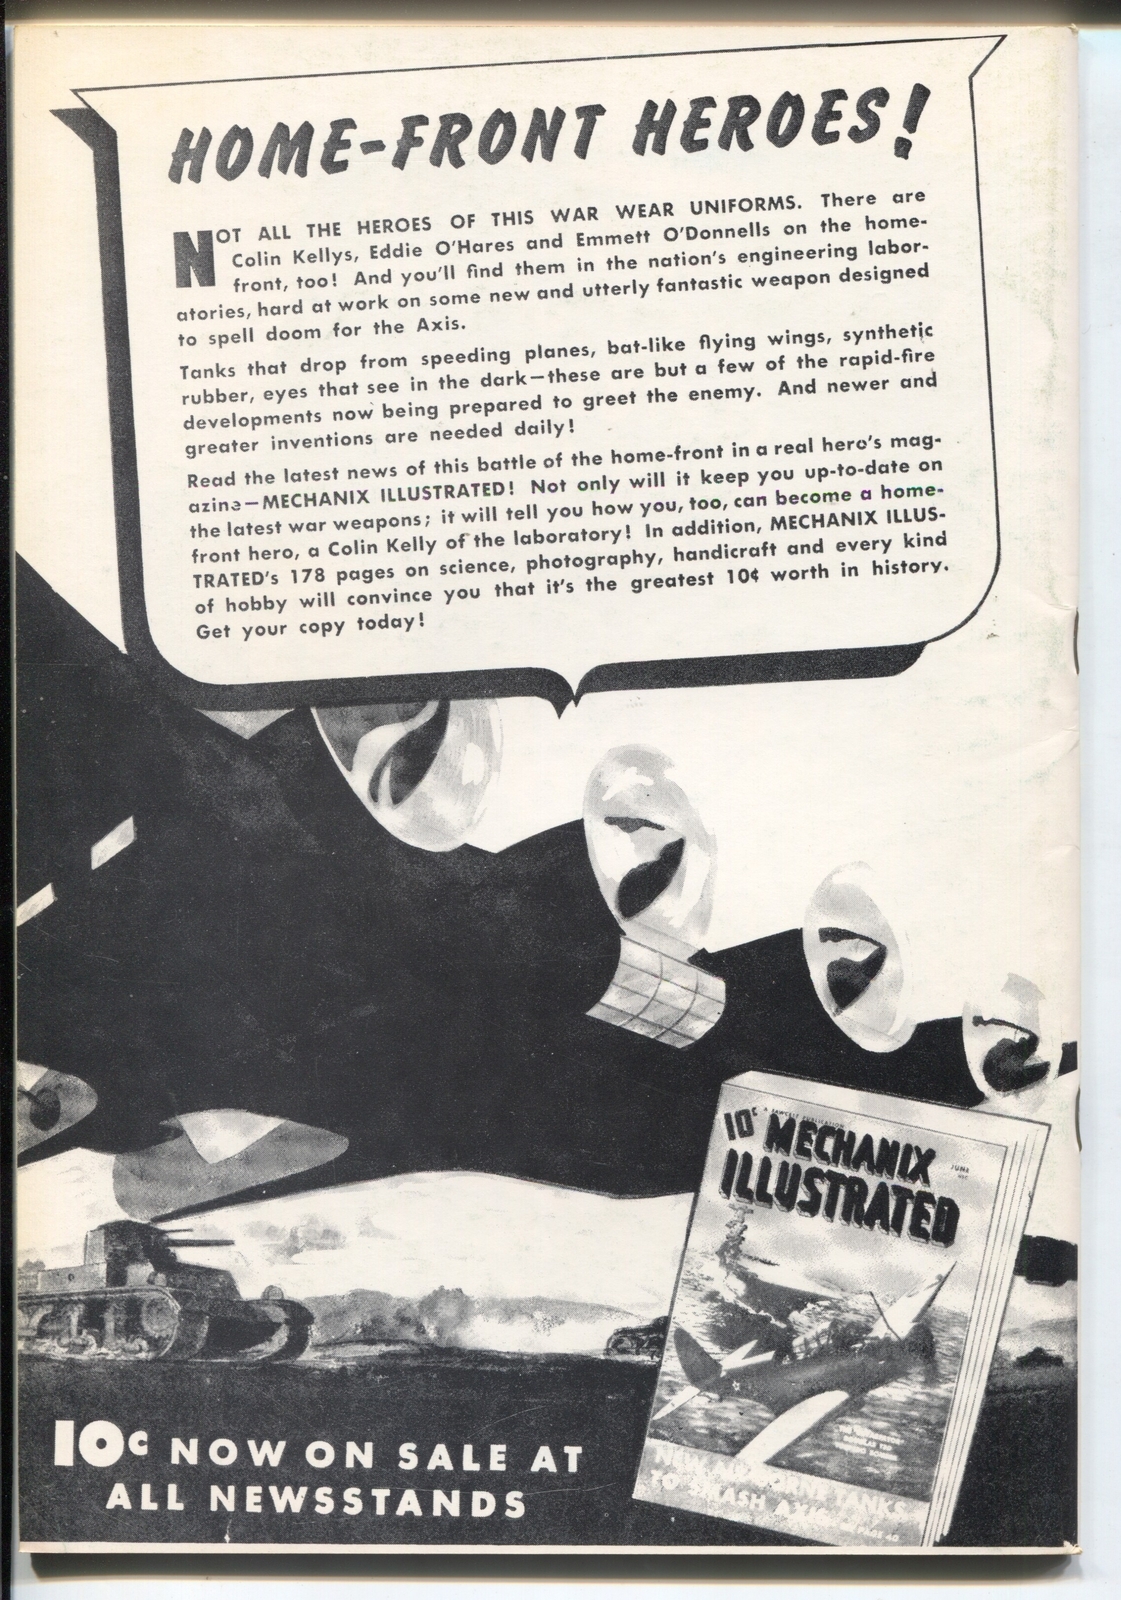 HOME-FRONT HEROES!
NOT ALL THE HEROES OF THIS WAR WEAR UNIFORMS. There are
Colin Kellys, Eddie O'Hares and Emmett O'Donnells on the home-
front, too! And you'll find them in the nation's engineering labor-
atories, hard at work on some new and utterly fantastic weapon designed
to spell doom for the Axis.
Tanks that drop from speeding planes, bat-like flying wings, synthetic
rubber, eyes that see in the dark—these are but a few of the rapid-fire
developments now being prepared to greet the enemy. And newer and
greater inventions are needed daily!
Read the latest news of this battle of the home-front in a real hero's mag-
azine—MECHANIX ILLUSTRATED! Not only will it keep you up-to-date on
the latest war weapons; it will tell you how you, too, can become a home-
front hero, a Colin Kelly of the laboratory! In addition, MECHANIX ILLUS-
TRATED's 178 pages on science, photography, handicraft and every kind
of hobby will convince you that it's the greatest 10¢ worth in history.
Get your copy today!
A FAWCETT PUBLICATION
10¢ MECHANIX
ILLUSTRATED
JUNE
NEW AIRBORNE TANKS
TO SMASH AXIS
10c NOW ON SALE AT
ALL NEWSSTANDS